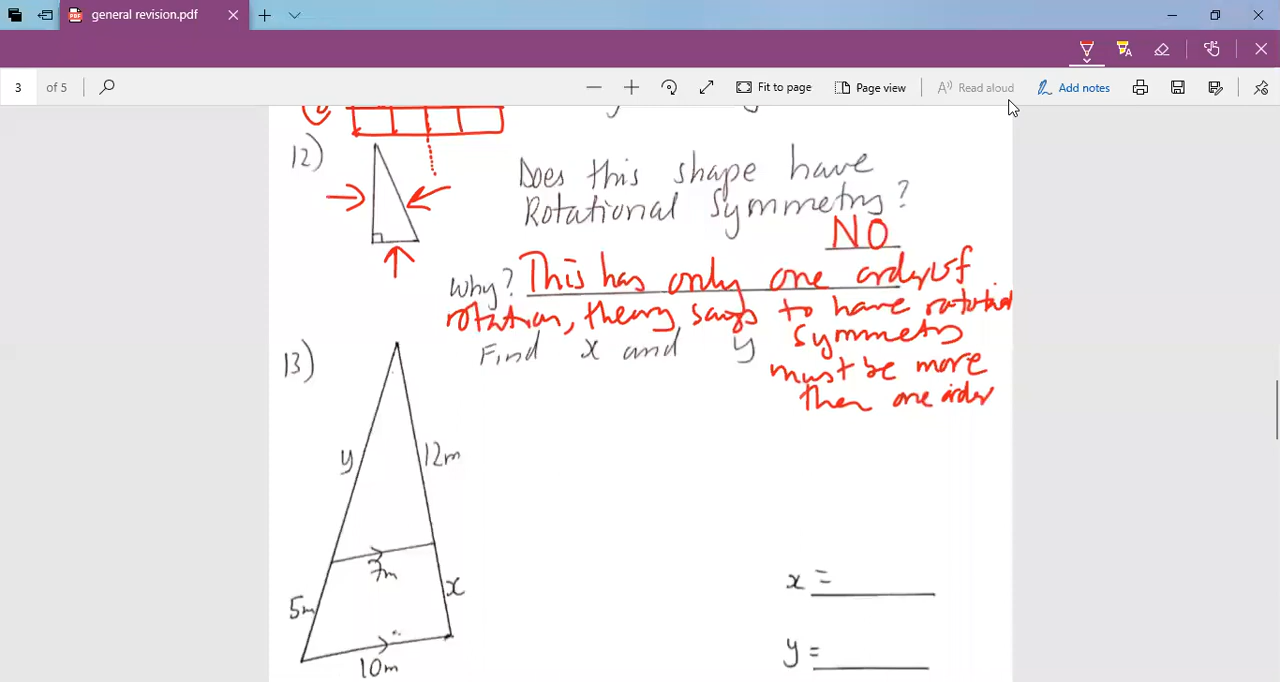 general revision.pdf
3 of 5
Fit to page
Page view
Read aloud
Add notes
12)
Does this shape have
Rotational Symmetry?
NO
Why? This has only one order of
rotation, theory says to have rotational
Find x and y symmetry
must be more
then one order
13)
y
12m
7m
5m
x
10m
x =
y =